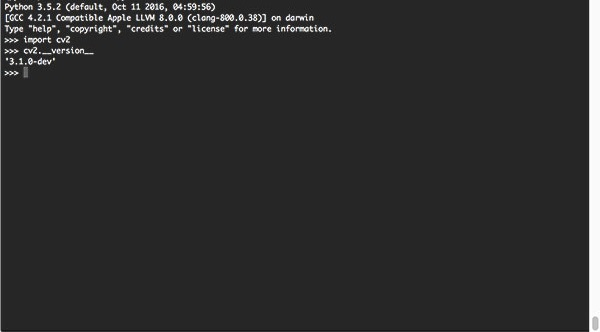 Python 3.5.2 (default, Oct 11 2016, 04:59:56)
[GCC 4.2.1 Compatible Apple LLVM 8.0.0 (clang-800.0.38)] on darwin
Type "help", "copyright", "credits" or "license" for more information.
>>> import cv2
>>> cv2.__version__
'3.1.0-dev'
>>>